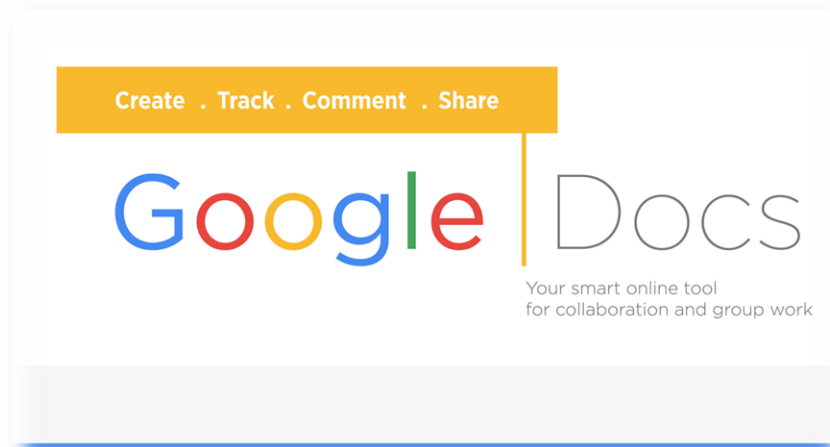 Create . Track . Comment . Share
Google Docs
Your smart online tool
for collaboration and group work